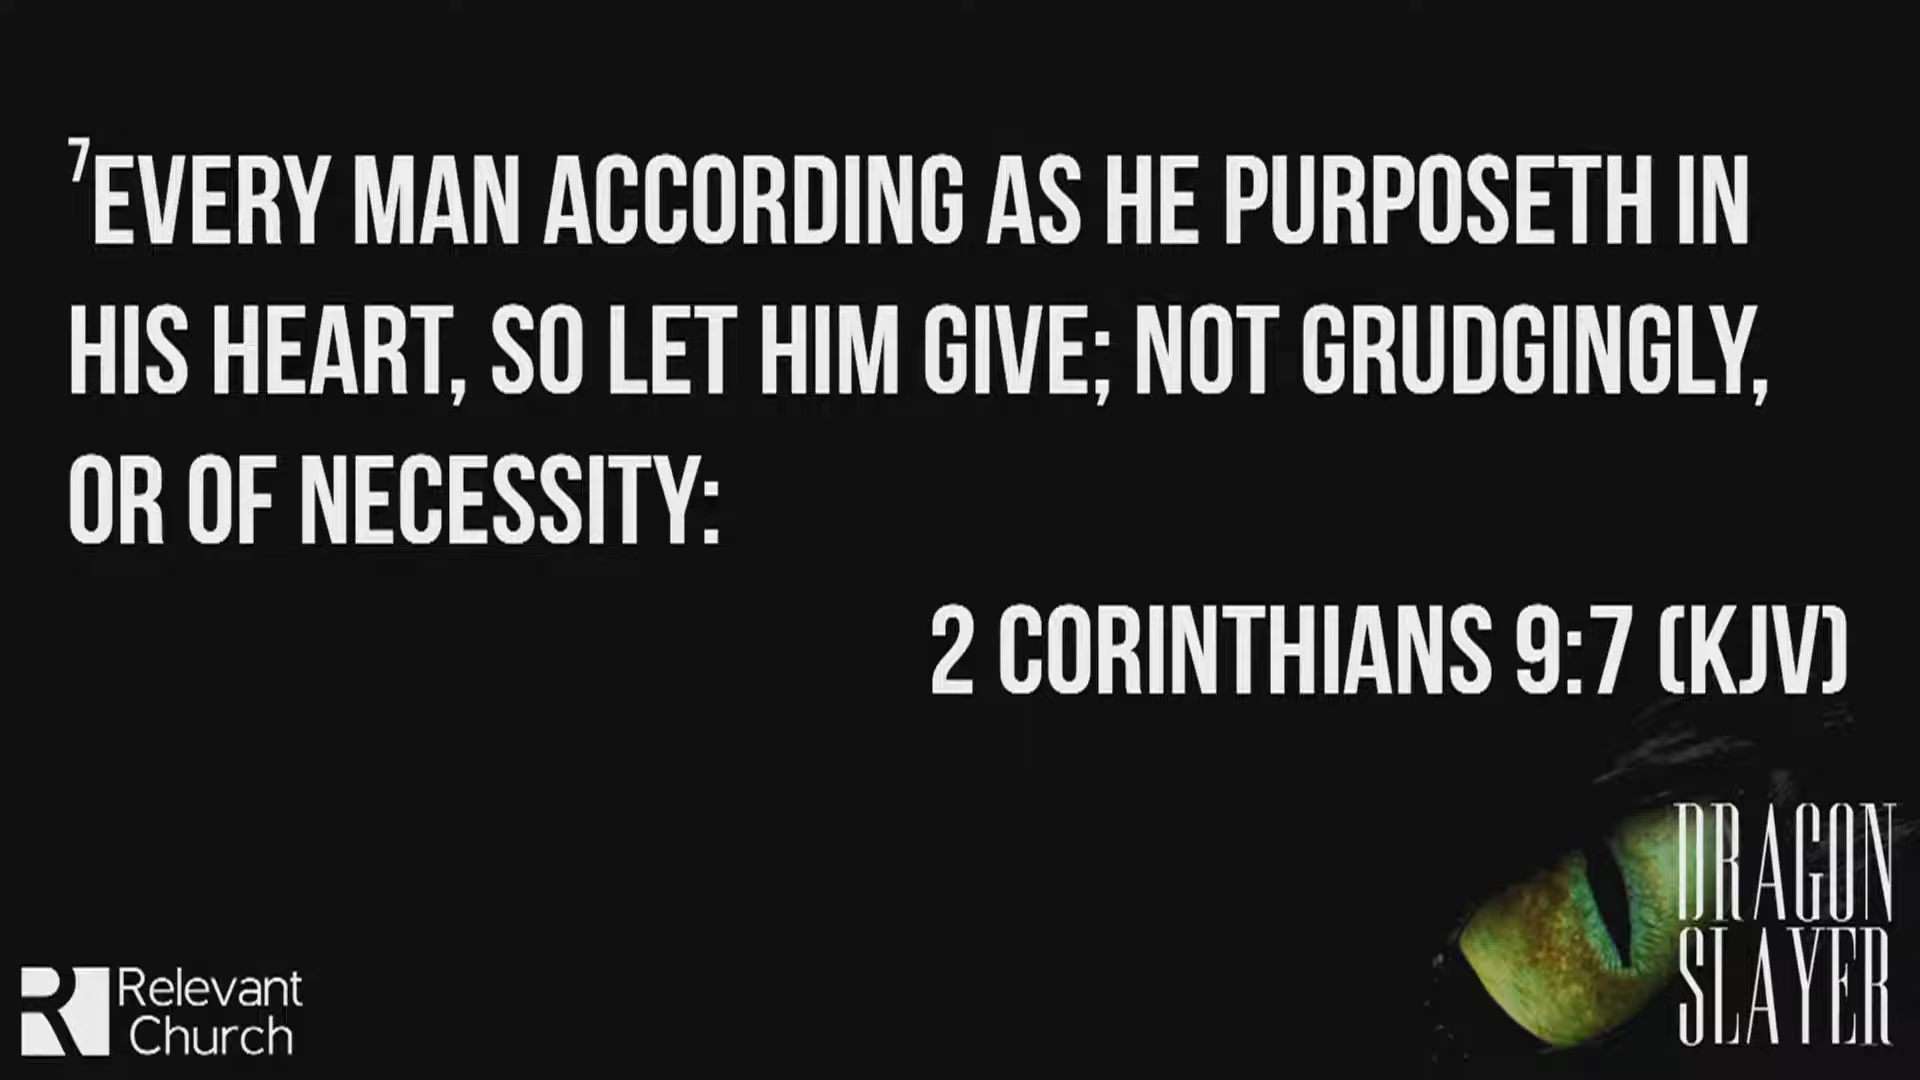 ⁷EVERY MAN ACCORDING AS HE PURPOSETH IN
HIS HEART, SO LET HIM GIVE; NOT GRUDGINGLY,
OR OF NECESSITY:
2 CORINTHIANS 9:7 (KJV)
DRAGON
SLAYER
R Relevant
Church